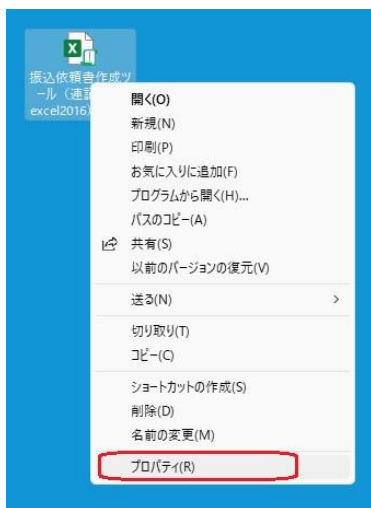 振込依頼書作成ツ
ール（連
excel2016
開く(O)
新規(N)
印刷(P)
お気に入りに追加(F)
プログラムから開く(H)...
パスのコピー(A)
共有(S)
以前のバージョンの復元(V)
送る(N)
切り取り(T)
コピー(C)
ショートカットの作成(S)
削除(D)
名前の変更(M)
プロパティ(R)